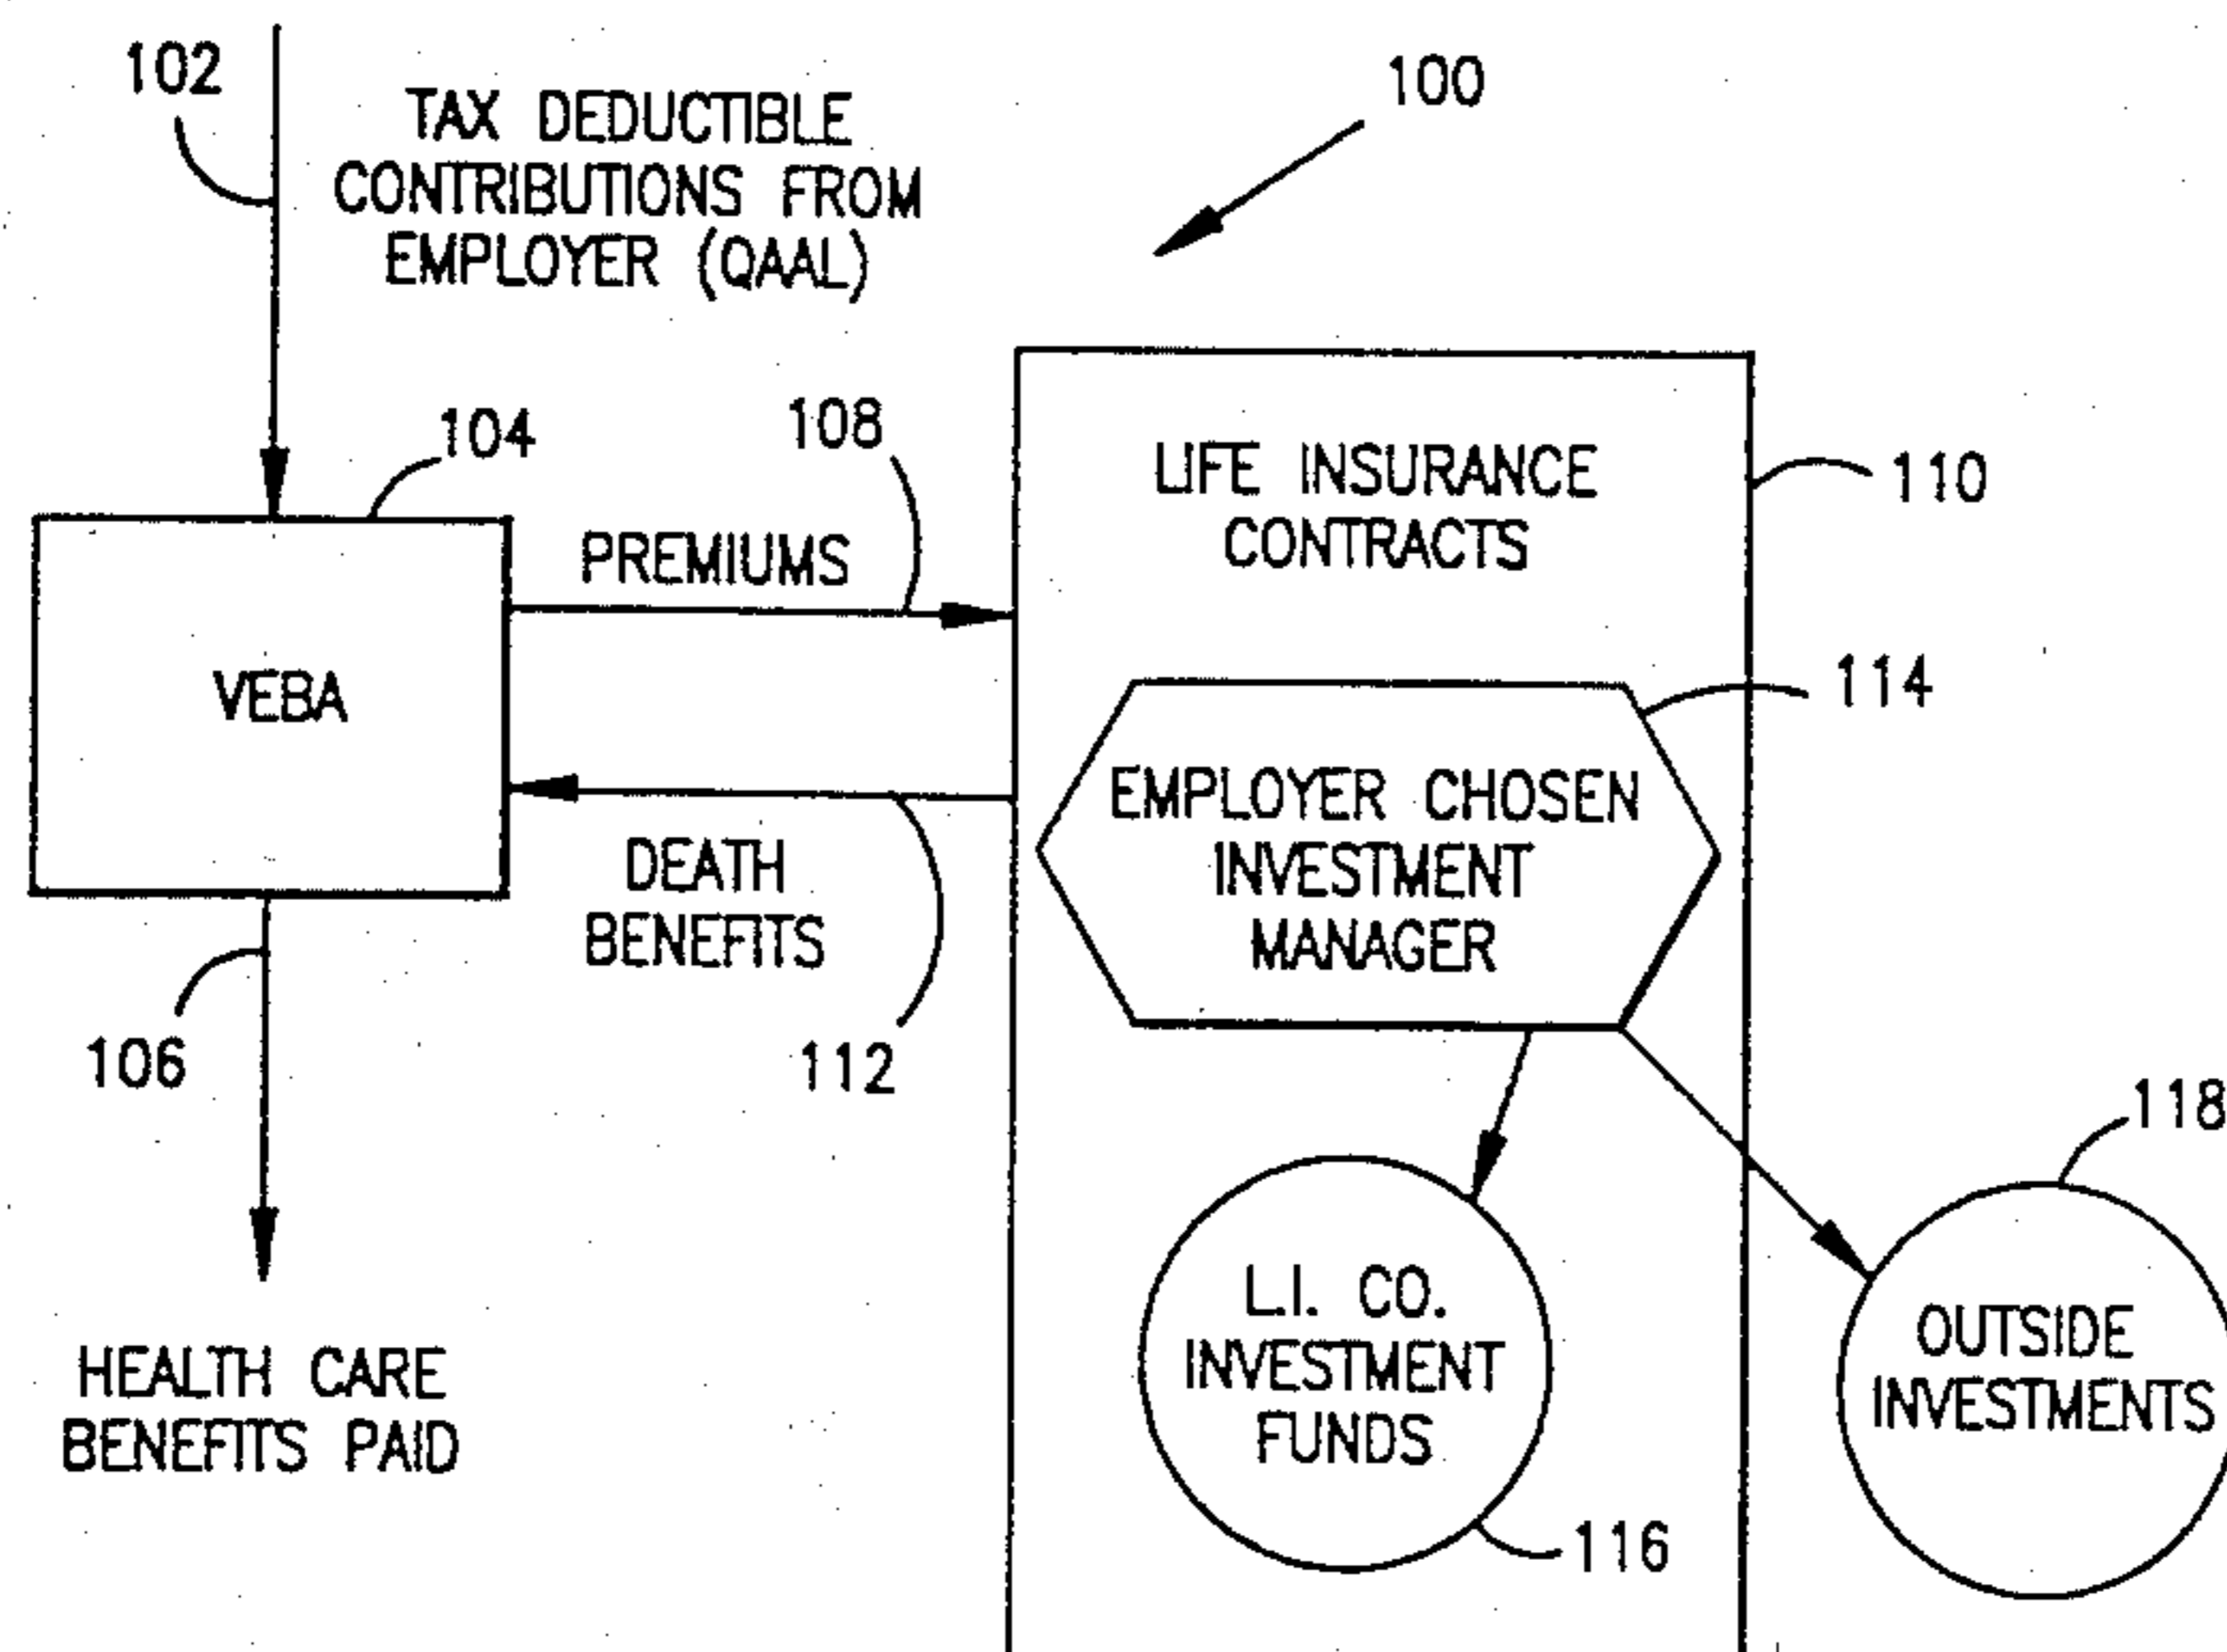 102
TAX DEDUCTIBLE
CONTRIBUTIONS FROM
EMPLOYER (QAAL)
100
104
108
PREMIUMS
LIFE INSURANCE
CONTRACTS
110
VEBA
114
EMPLOYER CHOSEN
INVESTMENT
MANAGER
DEATH
BENEFITS
106
112
118
HEALTH CARE
BENEFITS PAID
L.I. CO.
INVESTMENT
FUNDS
OUTSIDE
INVESTMENTS
116